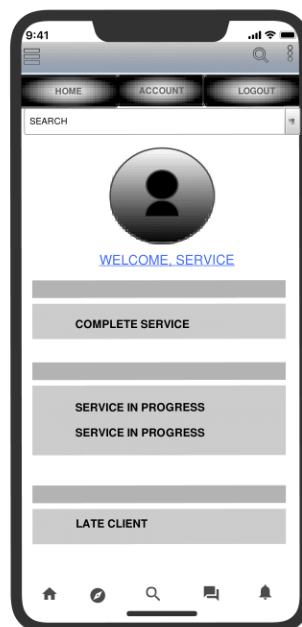 9:41
HOME ACCOUNT LOGOUT
SEARCH
WELCOME, SERVICE
COMPLETE SERVICE
SERVICE IN PROGRESS
SERVICE IN PROGRESS
LATE CLIENT